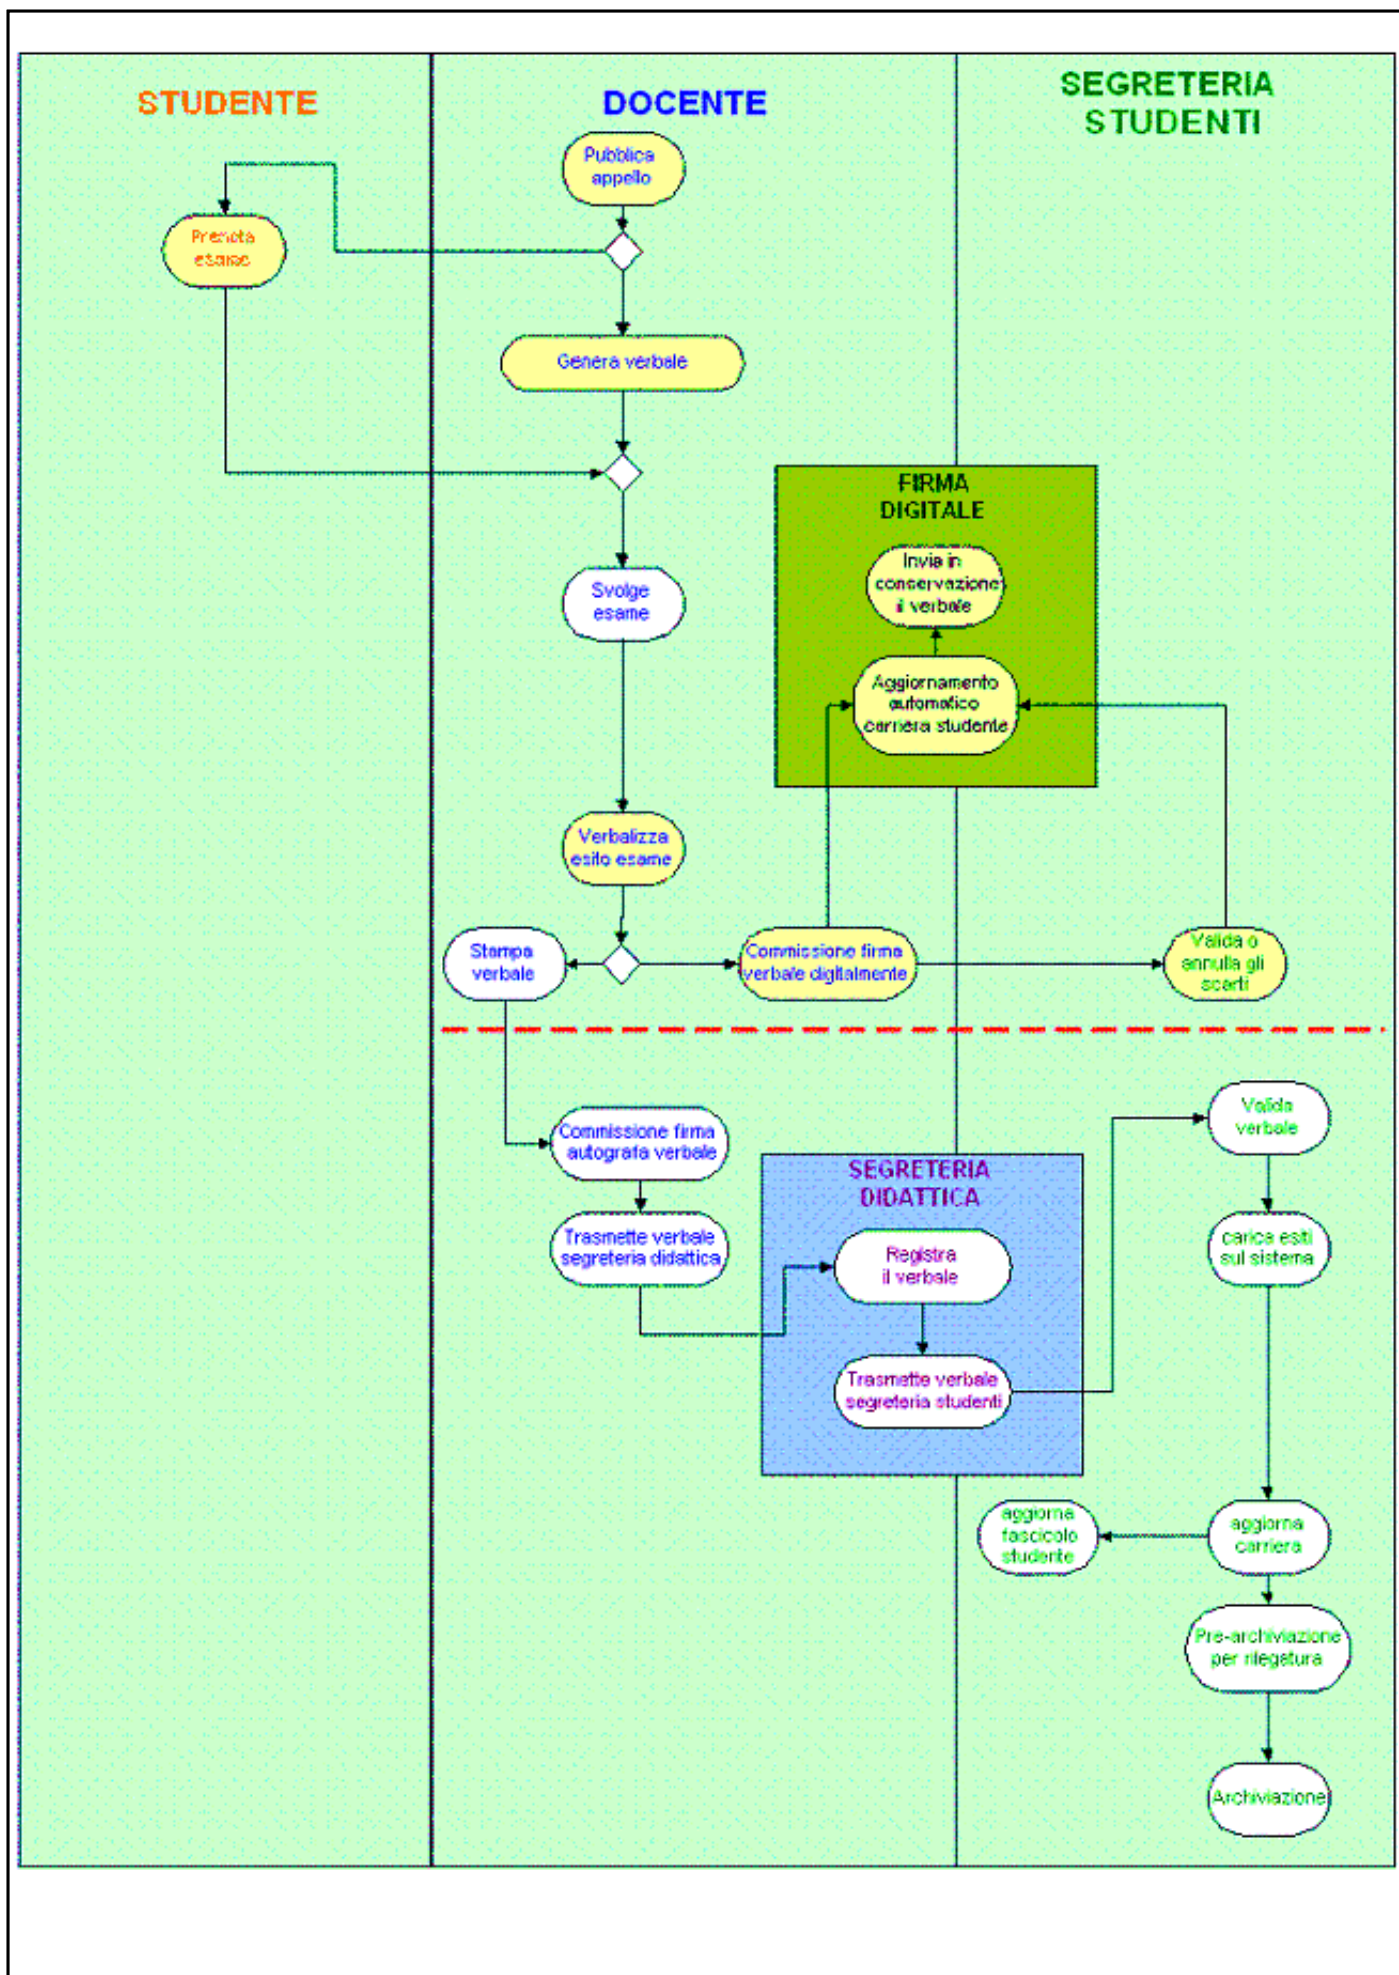 STUDENTE
DOCENTE
SEGRETERIA
STUDENTI
Pubblica
appello
Prenota
esame
Genera verbale
FIRMA
DIGITALE
Invia in
conservazione
il verbale
Svolge
esame
Aggiornamento
automatico
carriera studente
Verbalizza
esito esame
Stampa
verbale
Commissione firma
verbale digitalmente
Valida o
annulla gli
scarti
Commissione firma
autografa verbale
Valida
verbale
SEGRETERIA
DIDATTICA
Trasmette verbale
segreteria didattica
Registra
il verbale
carica esiti
sul sistema
Trasmette verbale
segreteria studenti
aggiorna
fascicolo
studente
aggiorna
carriera
Pre-archiviazione
per rilegatura
Archiviazione